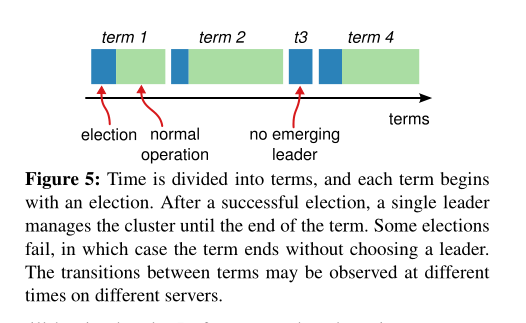 term 1 term 2 t3 term 4
terms
election normal operation no emerging leader
Figure 5: Time is divided into terms, and each term begins
with an election. After a successful election, a single leader
manages the cluster until the end of the term. Some elections
fail, in which case the term ends without choosing a leader.
The transitions between terms may be observed at different
times on different servers.